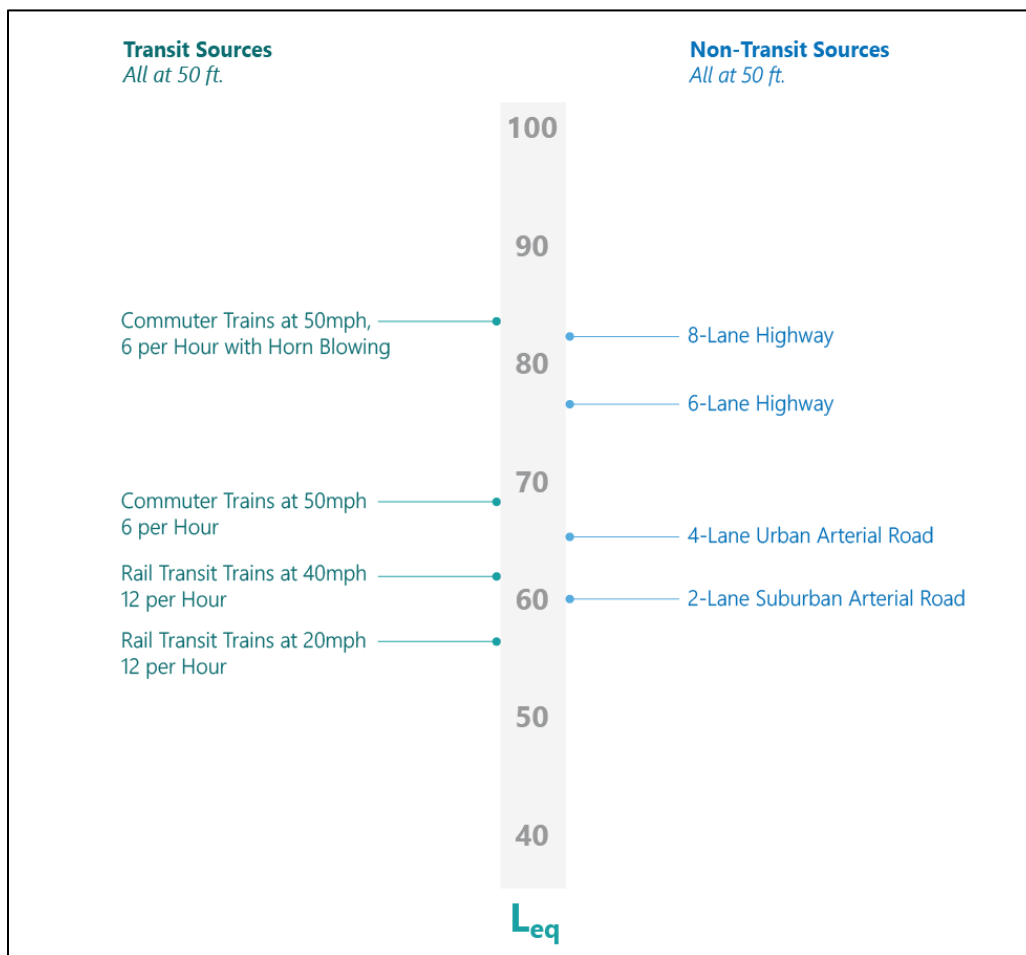 Transit Sources
All at 50 ft.
Non-Transit Sources
All at 50 ft.
100
90
Commuter Trains at 50mph,
6 per Hour with Horn Blowing
8-Lane Highway
80
6-Lane Highway
70
Commuter Trains at 50mph
6 per Hour
4-Lane Urban Arterial Road
Rail Transit Trains at 40mph
12 per Hour
60
2-Lane Suburban Arterial Road
Rail Transit Trains at 20mph
12 per Hour
50
40
Leq